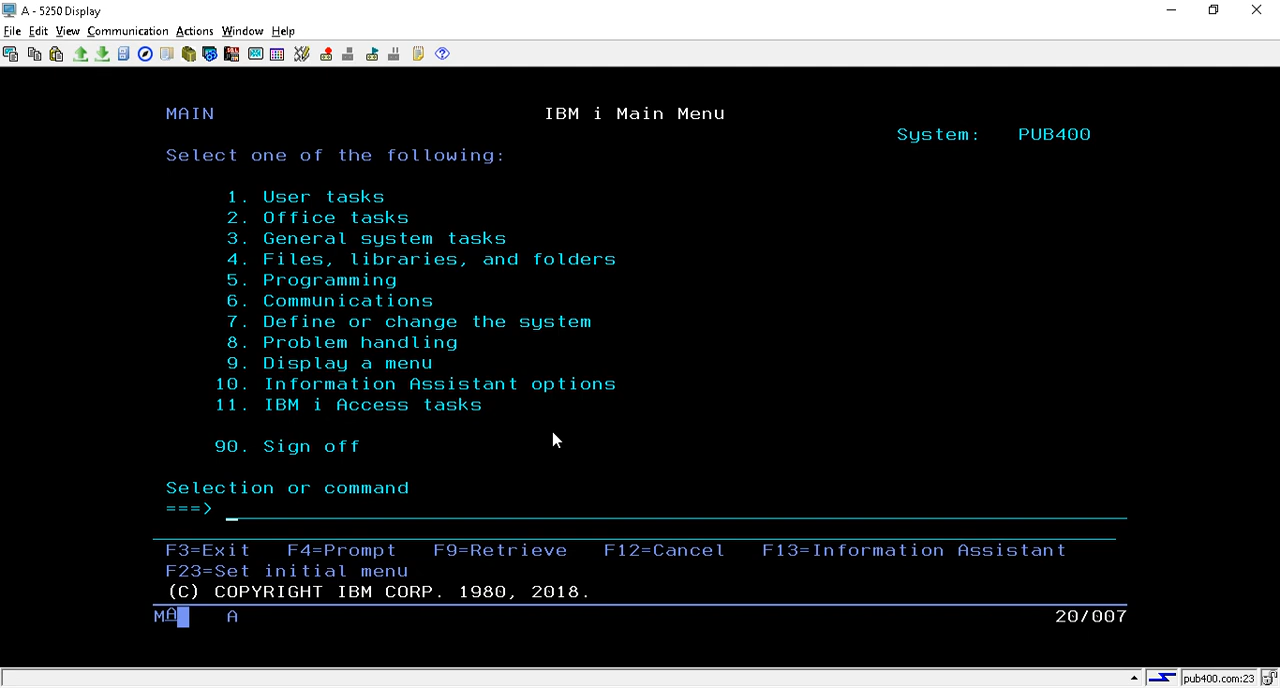 A - 5250 Display
File Edit View Communication Actions Window Help
MAIN IBM i Main Menu
System: PUB400
Select one of the following:
1. User tasks
2. Office tasks
3. General system tasks
4. Files, libraries, and folders
5. Programming
6. Communications
7. Define or change the system
8. Problem handling
9. Display a menu
10. Information Assistant options
11. IBM i Access tasks
90. Sign off
Selection or command
===>
F3=Exit F4=Prompt F9=Retrieve F12=Cancel F13=Information Assistant
F23=Set initial menu
(C) COPYRIGHT IBM CORP. 1980, 2018.
MA A 20/007
pub400.com:23